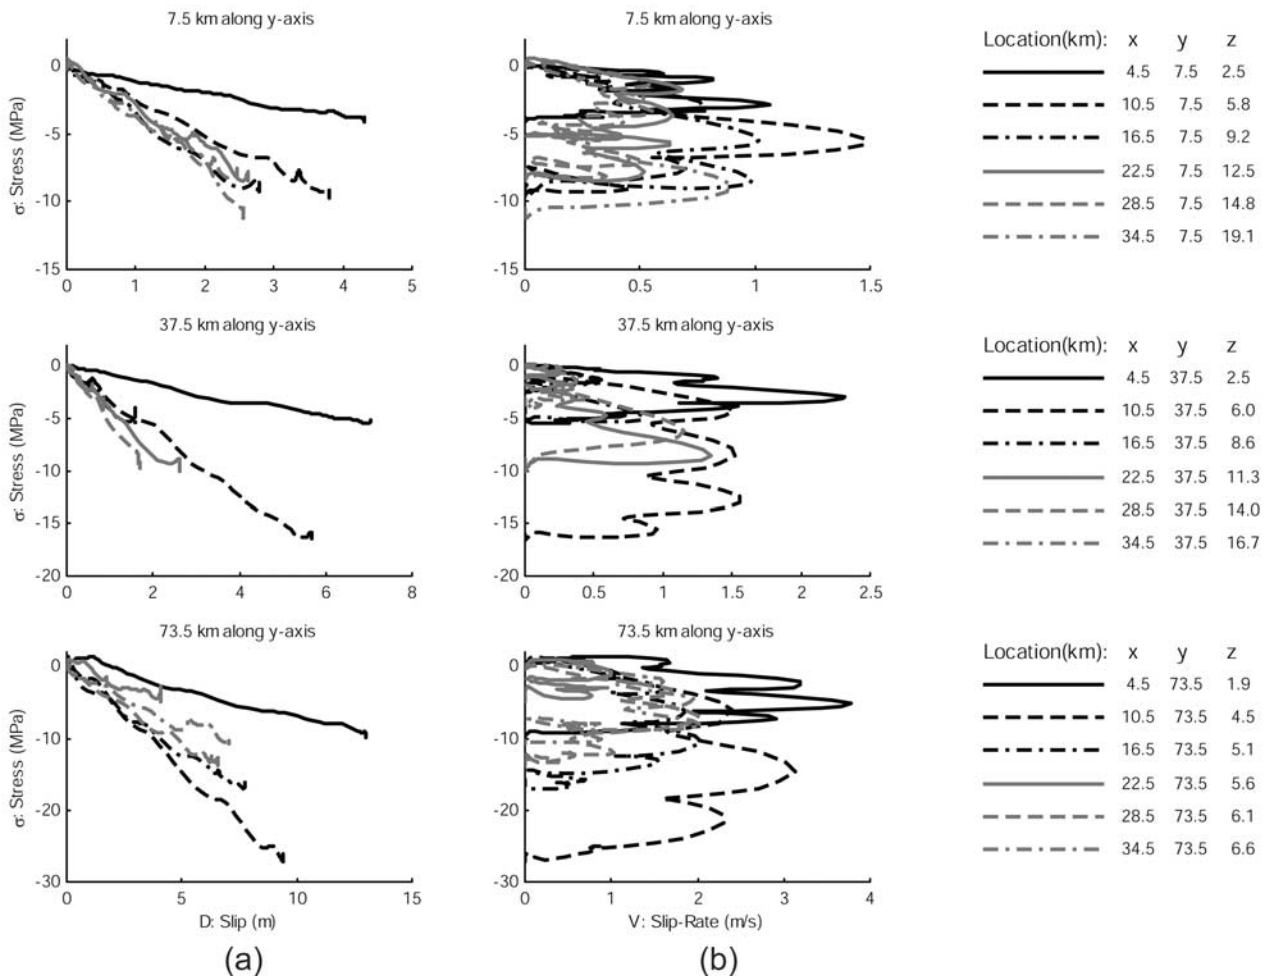 7.5 km along y-axis
0
-5
-10
-15
σ: Stress (MPa)
0 1 2 3 4 5
7.5 km along y-axis
0
-5
-10
-15
0 0.5 1 1.5
Location(km): x y z
4.5 7.5 2.5
10.5 7.5 5.8
16.5 7.5 9.2
22.5 7.5 12.5
28.5 7.5 14.8
34.5 7.5 19.1
37.5 km along y-axis
0
-5
-10
-15
-20
σ: Stress (MPa)
0 2 4 6 8
37.5 km along y-axis
0
-5
-10
-15
-20
0 0.5 1 1.5 2 2.5
Location(km): x y z
4.5 37.5 2.5
10.5 37.5 6.0
16.5 37.5 8.6
22.5 37.5 11.3
28.5 37.5 14.0
34.5 37.5 16.7
73.5 km along y-axis
0
-10
-20
-30
σ: Stress (MPa)
0 5 10 15
D: Slip (m)
(a)
73.5 km along y-axis
0
-10
-20
-30
0 1 2 3 4
V: Slip-Rate (m/s)
(b)
Location(km): x y z
4.5 73.5 1.9
10.5 73.5 4.5
16.5 73.5 5.1
22.5 73.5 5.6
28.5 73.5 6.1
34.5 73.5 6.6